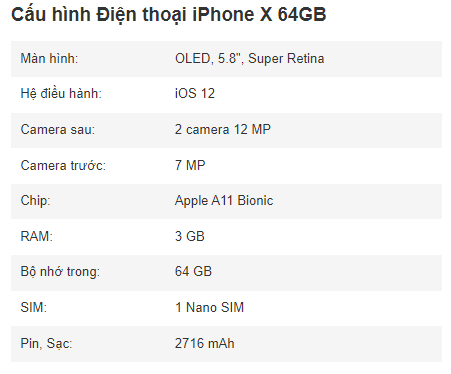 Cấu hình Điện thoại iPhone X 64GB
Màn hình: OLED, 5.8", Super Retina
Hệ điều hành: iOS 12
Camera sau: 2 camera 12 MP
Camera trước: 7 MP
Chip: Apple A11 Bionic
RAM: 3 GB
Bộ nhớ trong: 64 GB
SIM: 1 Nano SIM
Pin, Sạc: 2716 mAh